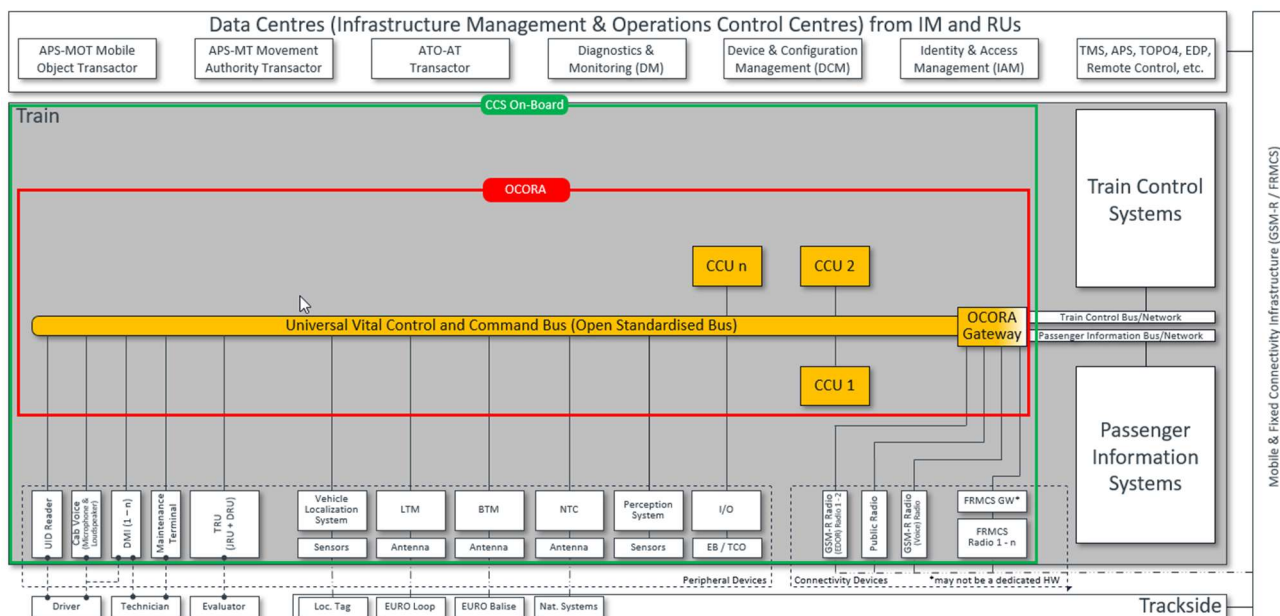 Data Centres (Infrastructure Management & Operations Control Centres) from IM and RUs
APS-MOT Mobile
Object Transactor
APS-MT Movement
Authority Transactor
ATO-AT
Transactor
Diagnostics &
Monitoring (DM)
Device & Configuration
Management (DCM)
Identity & Access
Management (IAM)
TMS, APS, TOPO4, EDP,
Remote Control, etc.
Mobile & Fixed Connectivity Infrastructure (GSM-R / FRMCS)
CCS On-Board
Train
OCORA
Train Control
Systems
CCU n
CCU 2
Universal Vital Control and Command Bus (Open Standardised Bus)
OCORA
Gateway
Train Control Bus/Network
Passenger Information Bus/Network
CCU 1
Passenger
Information
Systems
UID Reader
Cab Voice
(Microphone &
Loudspeaker)
DMI (1 – n)
Maintenance
Terminal
TRU
(JRU + DRU)
Vehicle
Localization
System
Sensors
LTM
Antenna
BTM
Antenna
NTC
Antenna
Perception
System
Sensors
I/O
EB / TCO
GSM-R Radio
(EDOR) Radio 1 - 2
Public Radio
GSM-R Radio
(Voice) Radio
FRMCS GW*
FRMCS
Radio 1 - n
Peripheral Devices
Connectivity Devices
*may not be a dedicated HW
Driver
Technician
Evaluator
Loc. Tag
EURO Loop
EURO Balise
Nat. Systems
Trackside